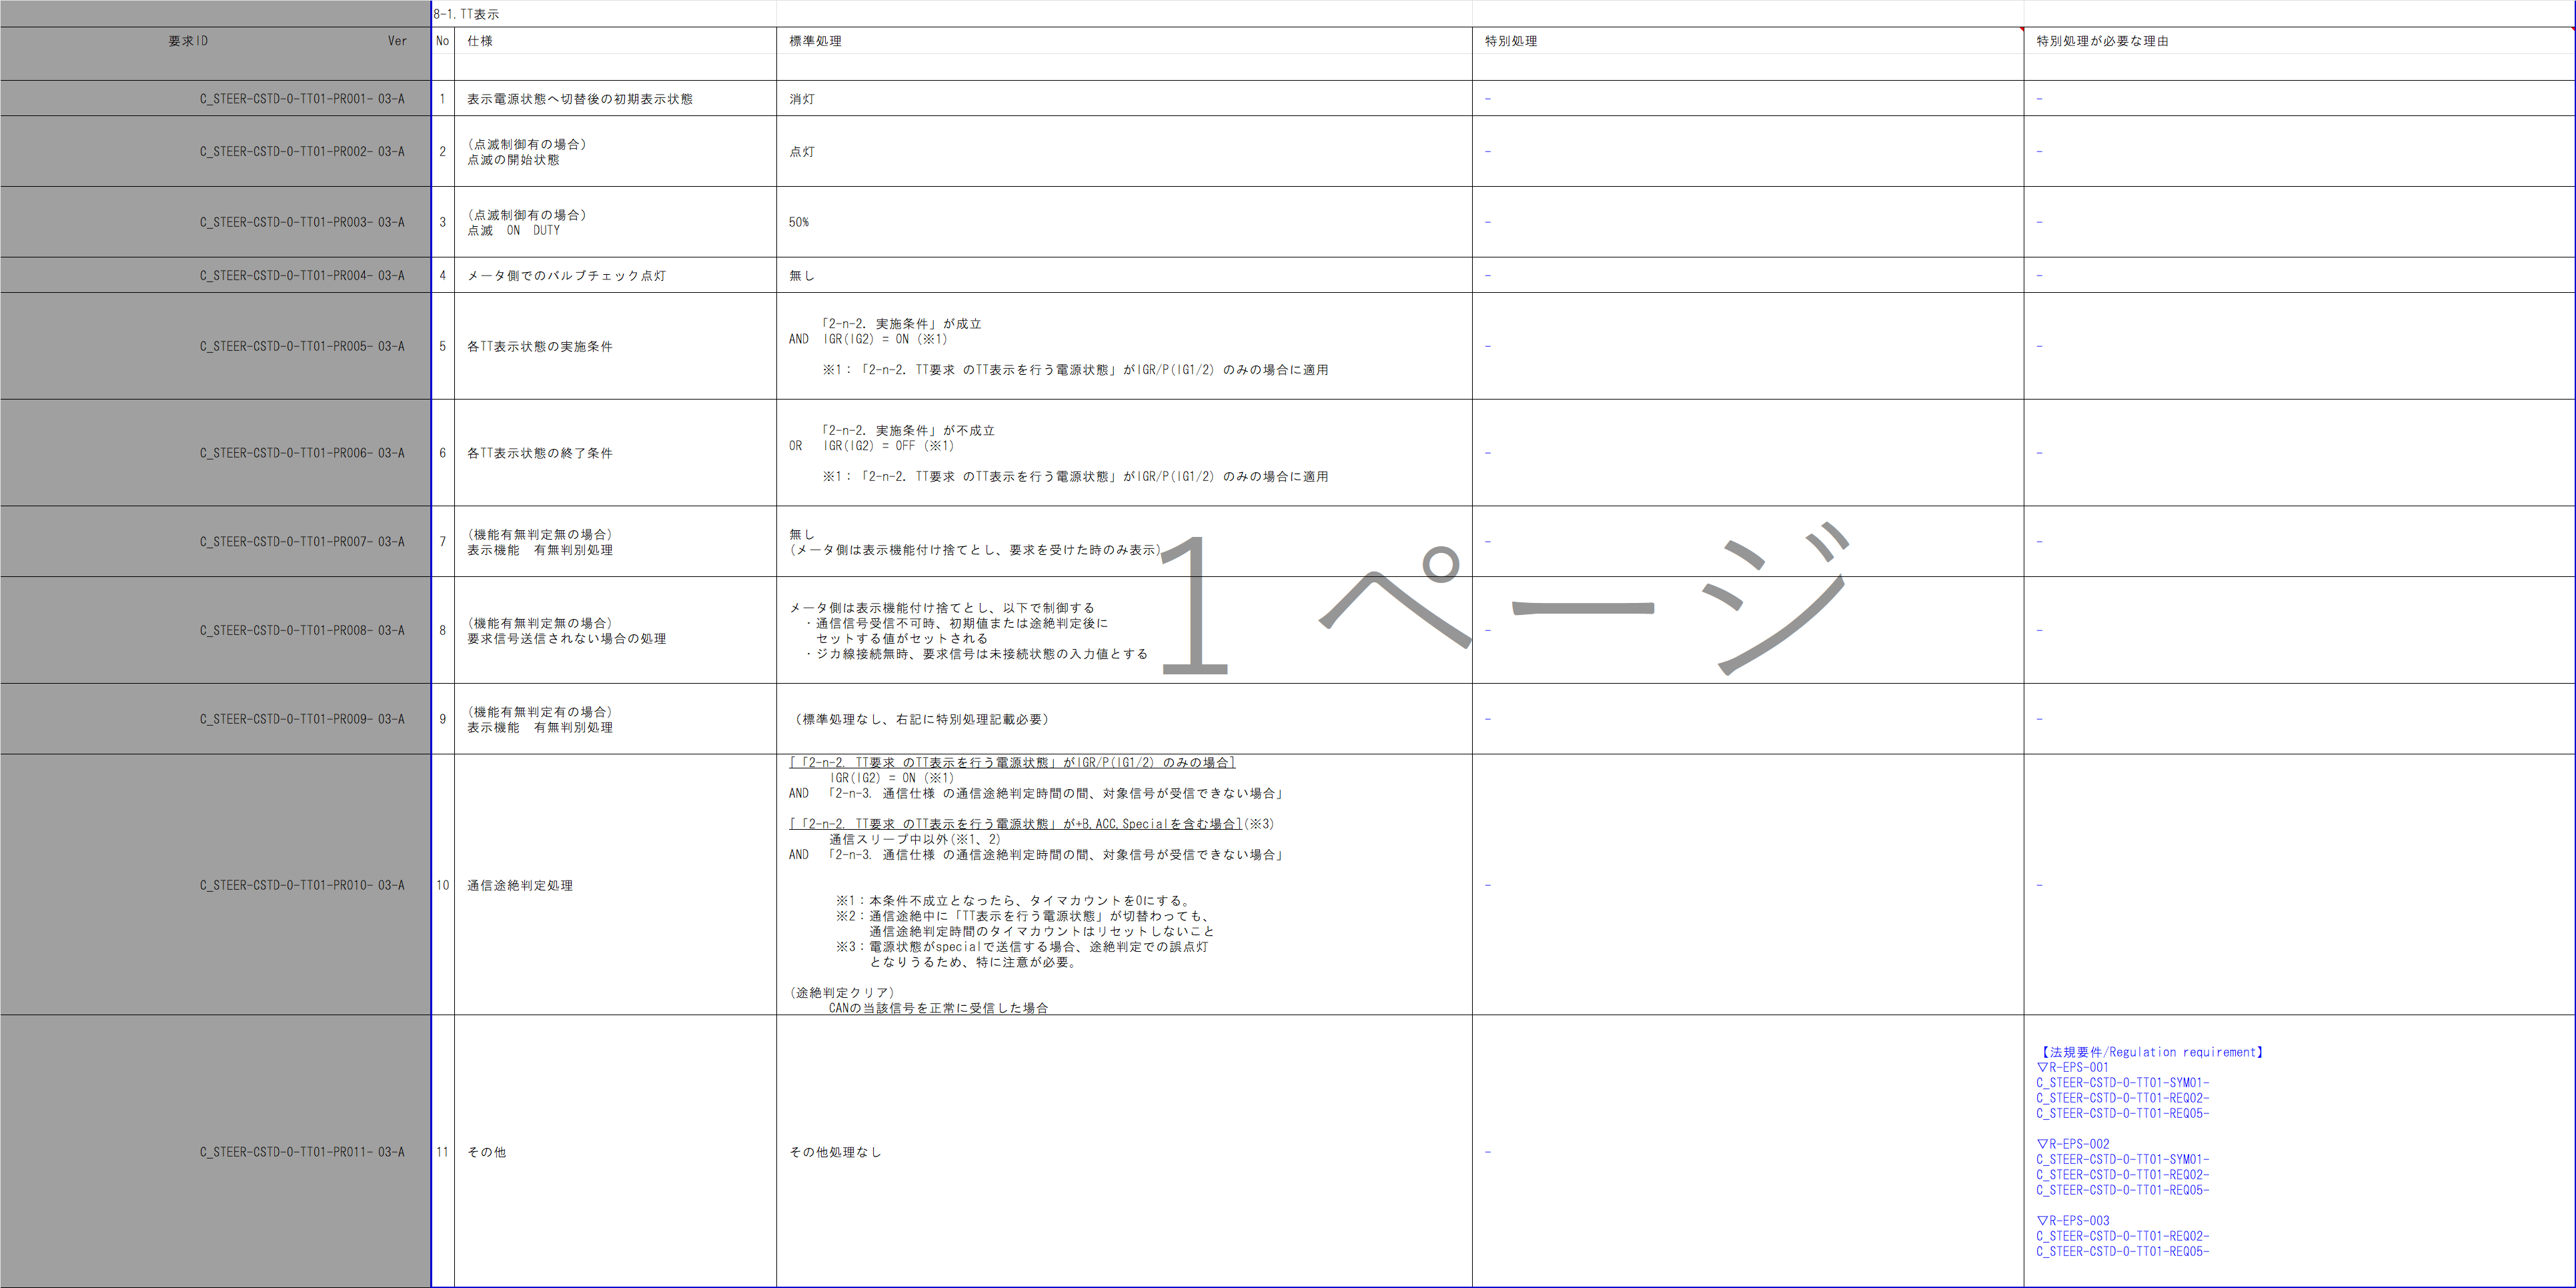 8-1.TT表示
要求ID Ver No 仕様 標準処理 特別処理 特別処理が必要な理由
C_STEER-CSTD-0-TT01-PR001- 03-A 1 表示電源状態へ切替後の初期表示状態 消灯 - -
C_STEER-CSTD-0-TT01-PR002- 03-A 2 (点滅制御有の場合)
点滅の開始状態
点灯 - -
C_STEER-CSTD-0-TT01-PR003- 03-A 3 (点滅制御有の場合)
点滅 ON DUTY
50% - -
C_STEER-CSTD-0-TT01-PR004- 03-A 4 メータ側でのバルブチェック点灯 無し - -
C_STEER-CSTD-0-TT01-PR005- 03-A 5 各TT表示状態の実施条件
「2-n-2. 実施条件」が成立
AND IGR(IG2) = ON (※1)
※1:「2-n-2. TT要求 のTT表示を行う電源状態」がIGR/P(IG1/2) のみの場合に適用
- -
C_STEER-CSTD-0-TT01-PR006- 03-A 6 各TT表示状態の終了条件
「2-n-2. 実施条件」が不成立
OR IGR(IG2) = OFF (※1)
※1:「2-n-2. TT要求 のTT表示を行う電源状態」がIGR/P(IG1/2) のみの場合に適用
- -
C_STEER-CSTD-0-TT01-PR007- 03-A 7 (機能有無判定無の場合)
表示機能 有無判別処理
無し
(メータ側は表示機能付け捨てとし、要求を受けた時のみ表示)
- -
1 ページ
C_STEER-CSTD-0-TT01-PR008- 03-A 8 (機能有無判定無の場合)
要求信号送信されない場合の処理
メータ側は表示機能付け捨てとし、以下で制御する
・通信信号受信不可時、初期値または途絶判定後に
セットする値がセットされる
・ジカ線接続無時、要求信号は未接続状態の入力値とする
- -
C_STEER-CSTD-0-TT01-PR009- 03-A 9 (機能有無判定有の場合)
表示機能 有無判別処理
(標準処理なし、右記に特別処理記載必要) - -
C_STEER-CSTD-0-TT01-PR010- 03-A 10 通信途絶判定処理
[「2-n-2. TT要求 のTT表示を行う電源状態」がIGR/P(IG1/2) のみの場合]
IGR(IG2) = ON (※1)
AND 「2-n-3. 通信仕様 の通信途絶判定時間の間、対象信号が受信できない場合」
[「2-n-2. TT要求 のTT表示を行う電源状態」が+B,ACC,Specialを含む場合](※3)
通信スリープ中以外(※1、2)
AND 「2-n-3. 通信仕様 の通信途絶判定時間の間、対象信号が受信できない場合」
※1:本条件不成立となったら、タイマカウントを0にする。
※2:通信途絶中に「TT表示を行う電源状態」が切替わっても、
通信途絶判定時間のタイマカウントはリセットしないこと
※3:電源状態がspecialで送信する場合、途絶判定での誤点灯
となりうるため、特に注意が必要。
(途絶判定クリア)
CANの当該信号を正常に受信した場合
- -
C_STEER-CSTD-0-TT01-PR011- 03-A 11 その他 その他処理なし -
【法規要件/Regulation requirement】
▽R-EPS-001
C_STEER-CSTD-0-TT01-SYM01-
C_STEER-CSTD-0-TT01-REQ02-
C_STEER-CSTD-0-TT01-REQ05-
▽R-EPS-002
C_STEER-CSTD-0-TT01-SYM01-
C_STEER-CSTD-0-TT01-REQ02-
C_STEER-CSTD-0-TT01-REQ05-
▽R-EPS-003
C_STEER-CSTD-0-TT01-REQ02-
C_STEER-CSTD-0-TT01-REQ05-